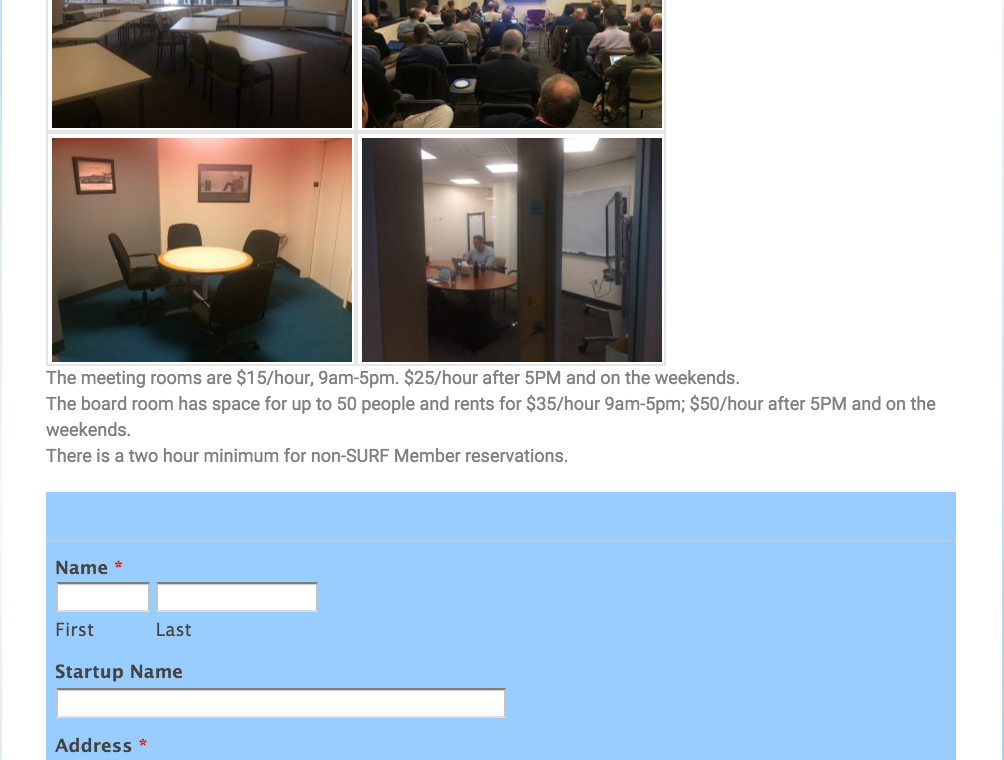 The meeting rooms are $15/hour, 9am-5pm. $25/hour after 5PM and on the weekends.
The board room has space for up to 50 people and rents for $35/hour 9am-5pm; $50/hour after 5PM and on the
weekends.
There is a two hour minimum for non-SURF Member reservations.
Name *
First Last
Startup Name
Address *